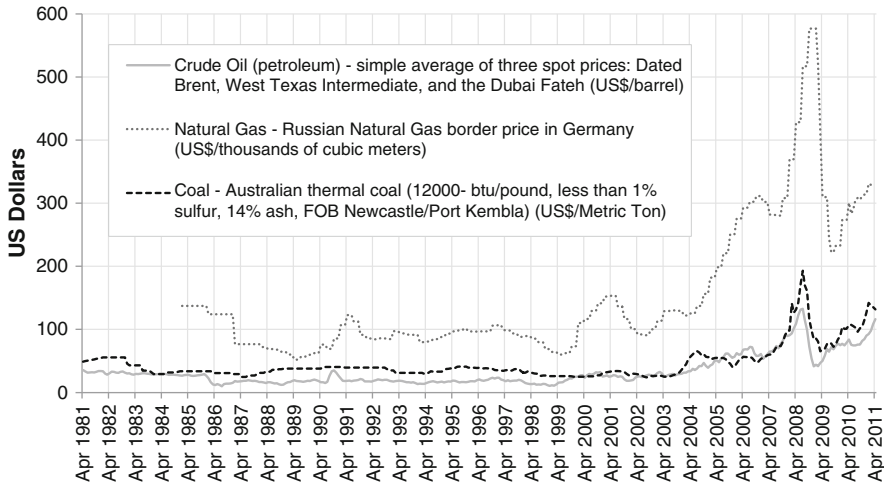 600
500
400
300
200
100
0
US Dollars
Crude Oil (petroleum) - simple average of three spot prices: Dated
Brent, West Texas Intermediate, and the Dubai Fateh (US$/barrel)
Natural Gas - Russian Natural Gas border price in Germany
(US$/thousands of cubic meters)
Coal - Australian thermal coal (12000- btu/pound, less than 1%
sulfur, 14% ash, FOB Newcastle/Port Kembla) (US$/Metric Ton)
Apr 1981
Apr 1982
Apr 1983
Apr 1984
Apr 1985
Apr 1986
Apr 1987
Apr 1988
Apr 1989
Apr 1990
Apr 1991
Apr 1992
Apr 1993
Apr 1994
Apr 1995
Apr 1996
Apr 1997
Apr 1998
Apr 1999
Apr 2000
Apr 2001
Apr 2002
Apr 2003
Apr 2004
Apr 2005
Apr 2006
Apr 2007
Apr 2008
Apr 2009
Apr 2010
Apr 2011